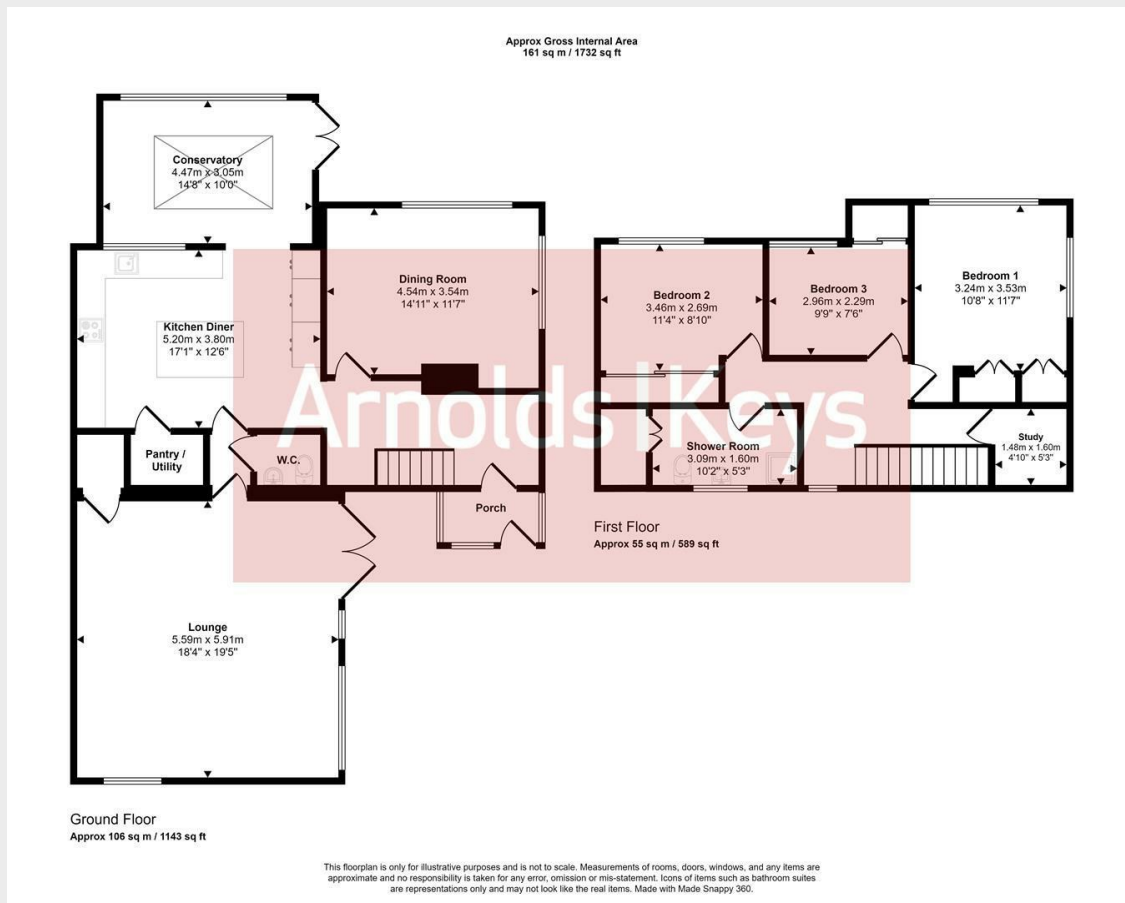 Approx Gross Internal Area
161 sq m / 1732 sq ft
Conservatory
4.47m x 3.05m
14'8" x 10'0"
Dining Room
4.54m x 3.54m
14'11" x 11'7"
Kitchen Diner
5.20m x 3.80m
17'1" x 12'6"
Pantry /
Utility
W.C.
Porch
Lounge
5.59m x 5.91m
18'4" x 19'5"
Ground Floor
Approx 106 sq m / 1143 sq ft
Bedroom 2
3.46m x 2.69m
11'4" x 8'10"
Bedroom 3
2.96m x 2.29m
9'9" x 7'6"
Bedroom 1
3.24m x 3.53m
10'8" x 11'7"
Shower Room
3.09m x 1.60m
10'2" x 5'3"
Study
1.48m x 1.60m
4'10" x 5'3"
First Floor
Approx 55 sq m / 589 sq ft
Arnolds | Keys
This floorplan is only for illustrative purposes and is not to scale. Measurements of rooms, doors, windows, and any items are
approximate and no responsibility is taken for any error, omission or mis-statement. Icons of items such as bathroom suites
are representations only and may not look like the real items. Made with Made Snappy 360.